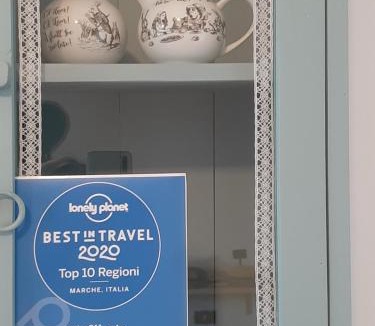 lonely planet
BEST IN TRAVEL
2020
Top 10 Regioni
MARCHE, ITALIA